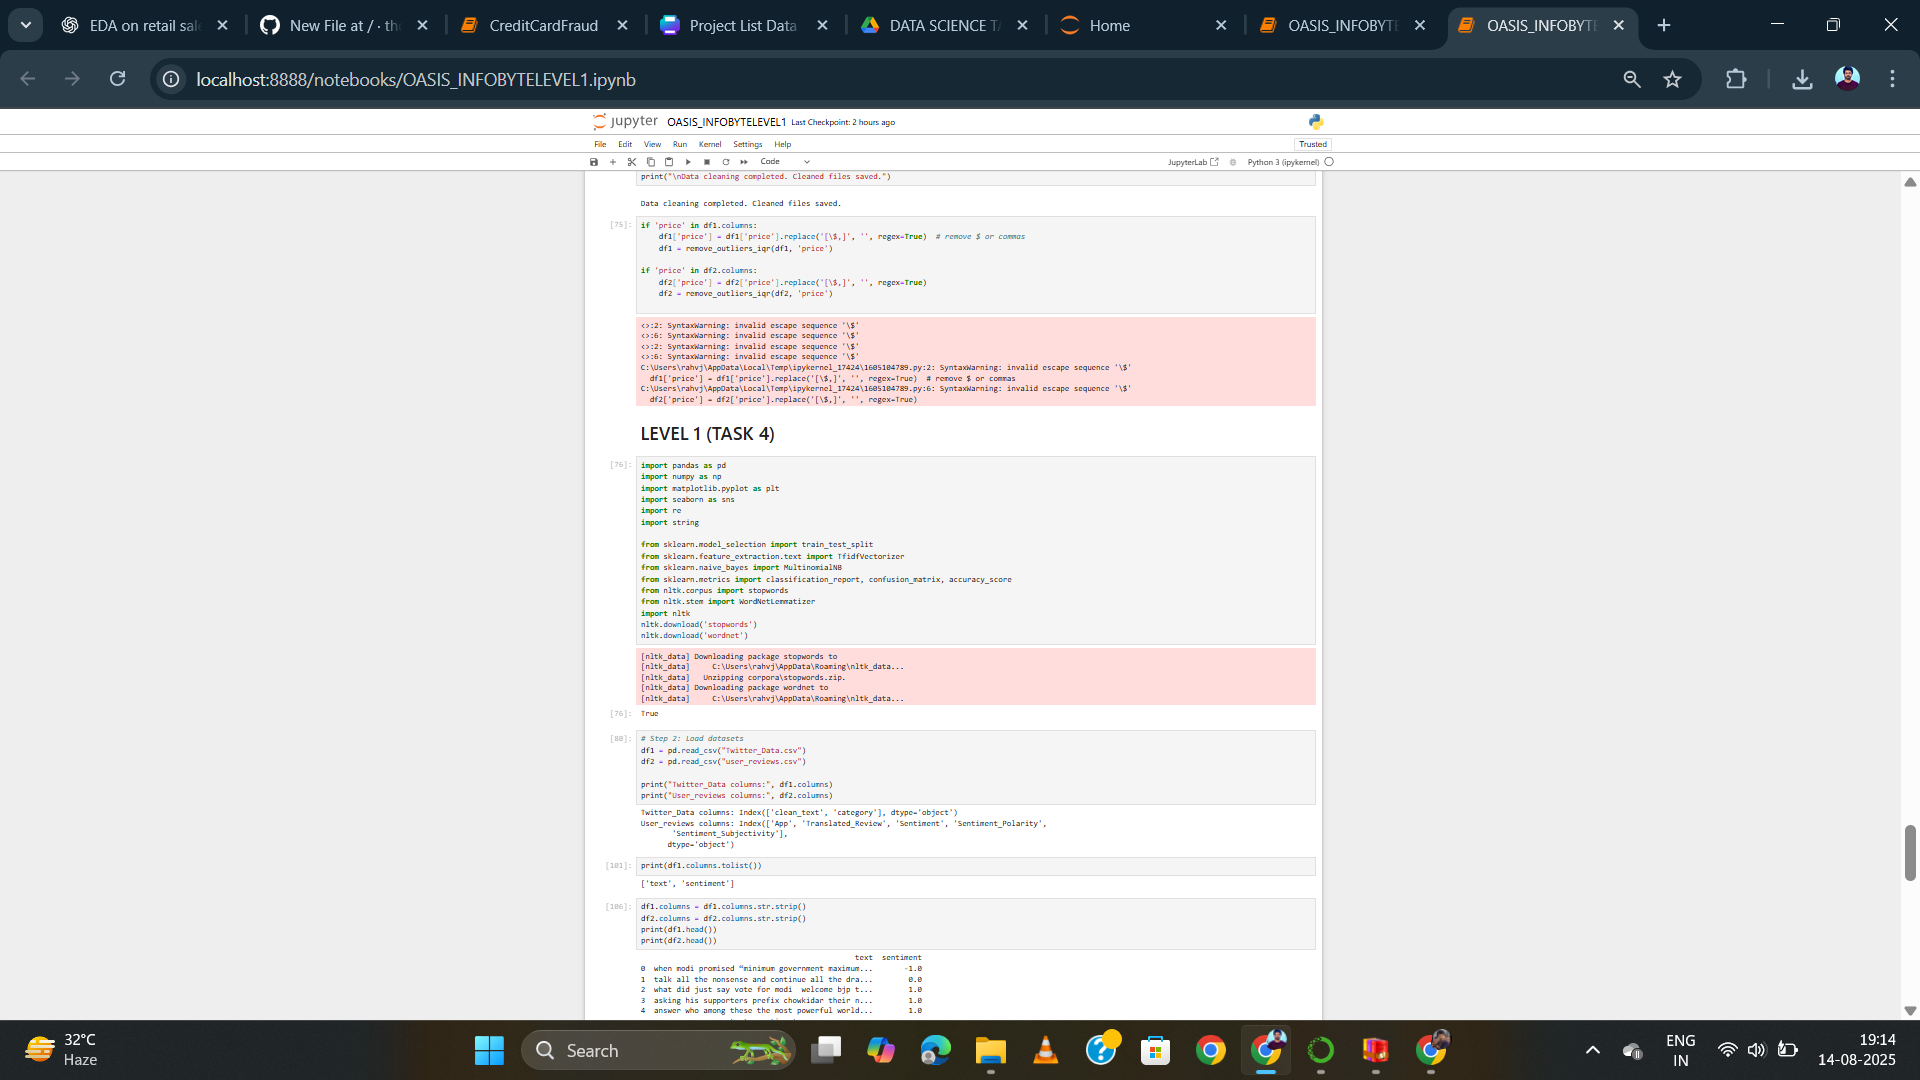 EDA on retail sal
New File at / · the
CreditCardFraud
Project List Data
DATA SCIENCE TA
Home
OASIS_INFOBYTE
OASIS_INFOBYTE
localhost:8888/notebooks/OASIS_INFOBYTELEVEL1.ipynb
jupyter OASIS_INFOBYTELEVEL1 Last Checkpoint: 2 hours ago
File Edit View Run Kernel Settings Help Trusted
Code JupyterLab Python 3 (ipykernel)
print("\nData cleaning completed. Cleaned files saved.")
Data cleaning completed. Cleaned files saved.
[75]: if 'price' in df1.columns:
df1['price'] = df1['price'].replace('[\$,]', '', regex=True)  # remove $ or commas
df1 = remove_outliers_iqr(df1, 'price')
if 'price' in df2.columns:
df2['price'] = df2['price'].replace('[\$,]', '', regex=True)
df2 = remove_outliers_iqr(df2, 'price')
<>:2: SyntaxWarning: invalid escape sequence '\$'
<>:6: SyntaxWarning: invalid escape sequence '\$'
<>:2: SyntaxWarning: invalid escape sequence '\$'
<>:6: SyntaxWarning: invalid escape sequence '\$'
C:\Users\rahvj\AppData\Local\Temp\ipykernel_17424\1605104789.py:2: SyntaxWarning: invalid escape sequence '\$'
df1['price'] = df1['price'].replace('[\$,]', '', regex=True)  # remove $ or commas
C:\Users\rahvj\AppData\Local\Temp\ipykernel_17424\1605104789.py:6: SyntaxWarning: invalid escape sequence '\$'
df2['price'] = df2['price'].replace('[\$,]', '', regex=True)
LEVEL 1 (TASK 4)
[76]: import pandas as pd
import numpy as np
import matplotlib.pyplot as plt
import seaborn as sns
import re
import string
from sklearn.model_selection import train_test_split
from sklearn.feature_extraction.text import TfidfVectorizer
from sklearn.naive_bayes import MultinomialNB
from sklearn.metrics import classification_report, confusion_matrix, accuracy_score
from nltk.corpus import stopwords
from nltk.stem import WordNetLemmatizer
import nltk
nltk.download('stopwords')
nltk.download('wordnet')
[nltk_data] Downloading package stopwords to
[nltk_data]     C:\Users\rahvj\AppData\Roaming\nltk_data...
[nltk_data]   Unzipping corpora\stopwords.zip.
[nltk_data] Downloading package wordnet to
[nltk_data]     C:\Users\rahvj\AppData\Roaming\nltk_data...
[76]: True
[80]: # Step 2: Load datasets
df1 = pd.read_csv("Twitter_Data.csv")
df2 = pd.read_csv("user_reviews.csv")
print("Twitter_Data columns:", df1.columns)
print("User_reviews columns:", df2.columns)
Twitter_Data columns: Index(['clean_text', 'category'], dtype='object')
User_reviews columns: Index(['App', 'Translated_Review', 'Sentiment', 'Sentiment_Polarity',
'Sentiment_Subjectivity'],
dtype='object')
[101]: print(df1.columns.tolist())
['text', 'sentiment']
[106]: df1.columns = df1.columns.str.strip()
df2.columns = df2.columns.str.strip()
print(df1.head())
print(df2.head())
text sentiment
0 when modi promised “minimum government maximum... -1.0
1 talk all the nonsense and continue all the dra... 0.0
2 what did just say vote for modi  welcome bjp t... 1.0
3 asking his supporters prefix chowkidar their n... 1.0
4 answer who among these the most powerful world... 1.0
32°C
Haze
Search
ENG
IN
19:14
14-08-2025